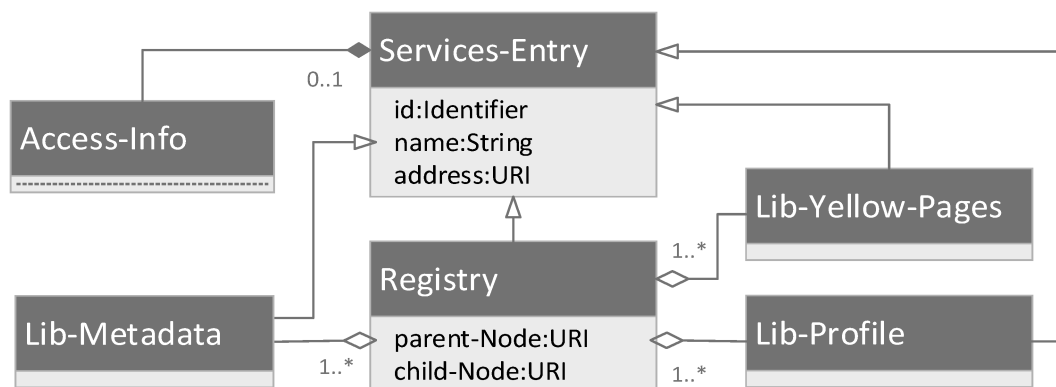 Services-Entry
0..1
id:Identifier
name:String
address:URI
Access-Info
Lib-Yellow-Pages
1..*
Registry
parent-Node:URI
child-Node:URI
Lib-Metadata
1..*
Lib-Profile
1..*